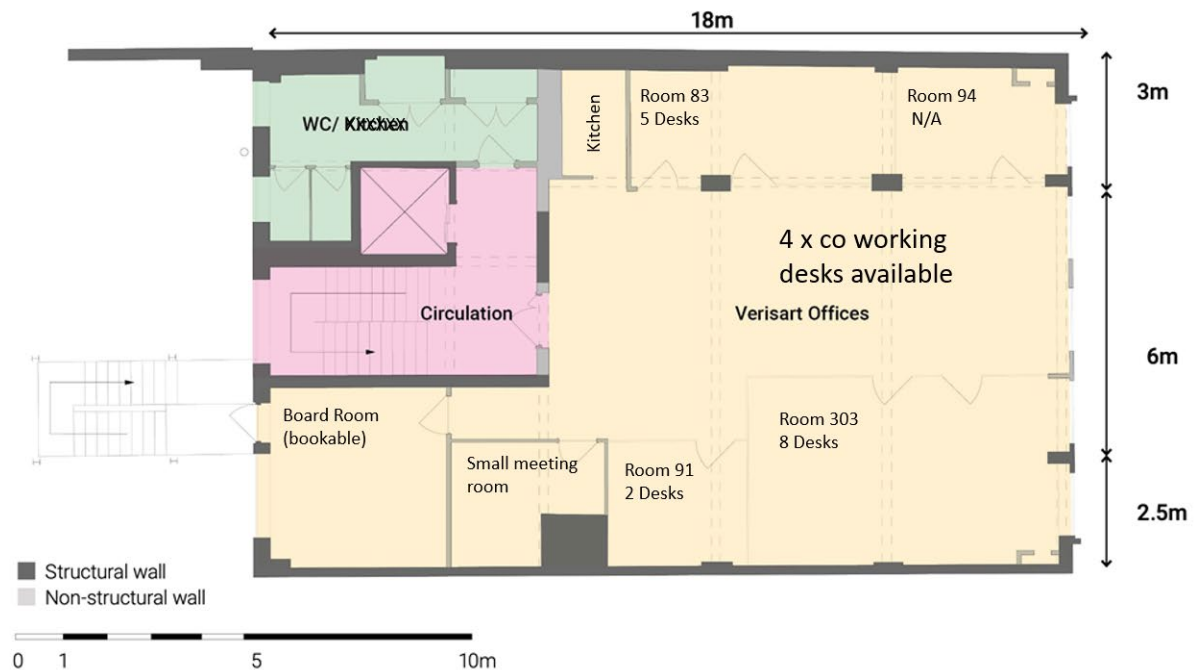 18m
3m
WC/ Kitchen
Kitchen
Room 83
5 Desks
Room 94
N/A
4 x co working
desks available
Circulation
Verisart Offices
6m
Board Room
(bookable)
Small meeting
room
Room 91
2 Desks
Room 303
8 Desks
2.5m
Structural wall
Non-structural wall
0 1 5 10m